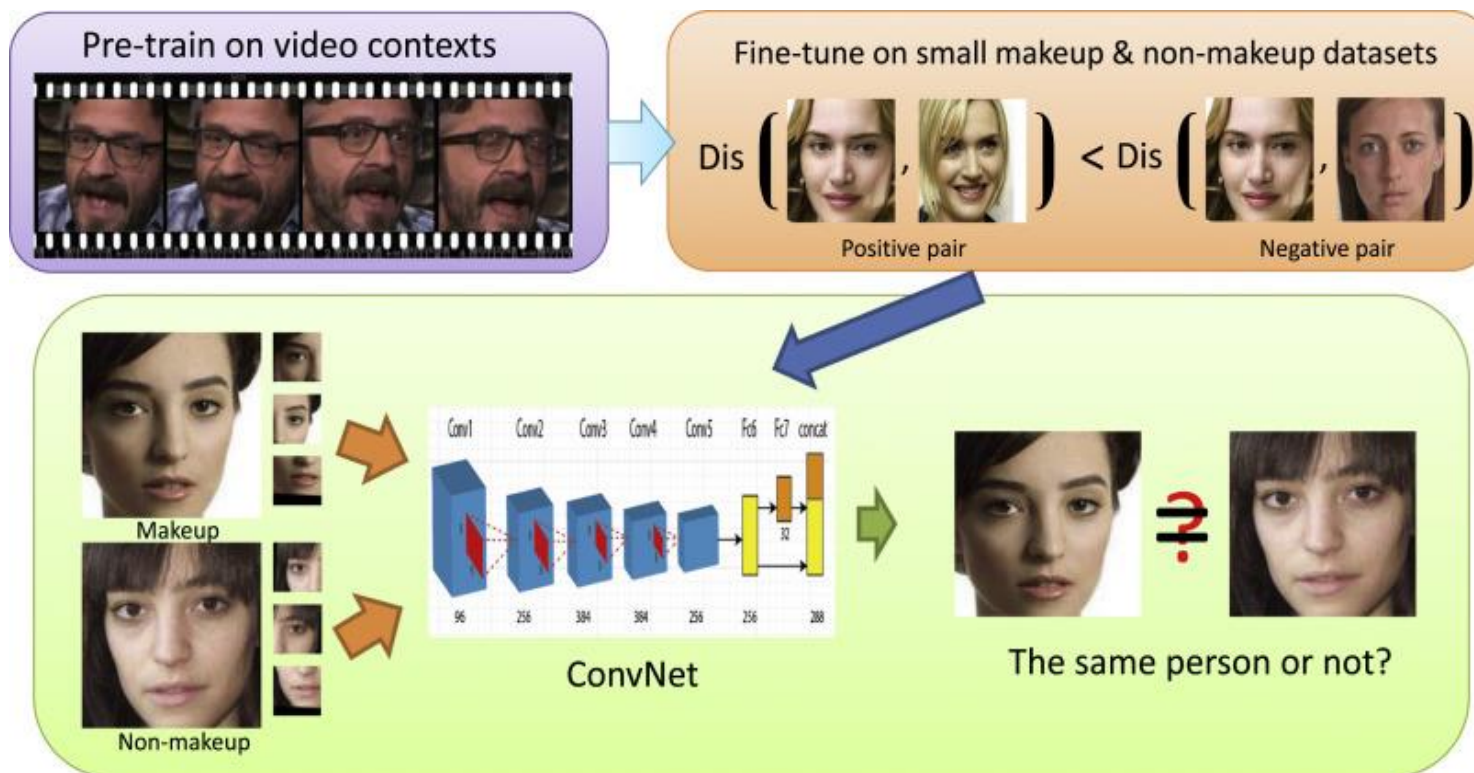 Pre-train on video contexts
Fine-tune on small makeup & non-makeup datasets
Dis ( , ) < Dis ( , )
Positive pair
Negative pair
Makeup
Non-makeup
Conv1 Conv2 Conv3 Conv4 Conv5 Fc6 Fc7 concat
32
96 256 384 384 256 256 288
ConvNet
?
The same person or not?